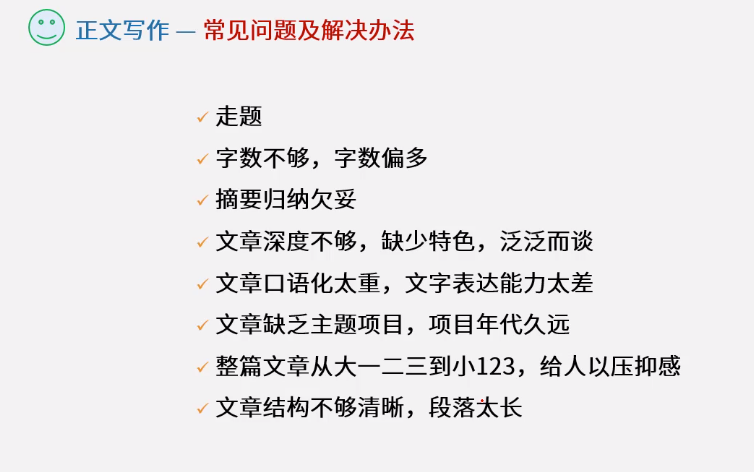 正文写作 — 常见问题及解决办法
✓ 走题
✓ 字数不够，字数偏多
✓ 摘要归纳欠妥
✓ 文章深度不够，缺少特色，泛泛而谈
✓ 文章口语化太重，文字表达能力太差
✓ 文章缺乏主题项目，项目年代久远
✓ 整篇文章从大一二三到小123，给人以压抑感
✓ 文章结构不够清晰，段落太长